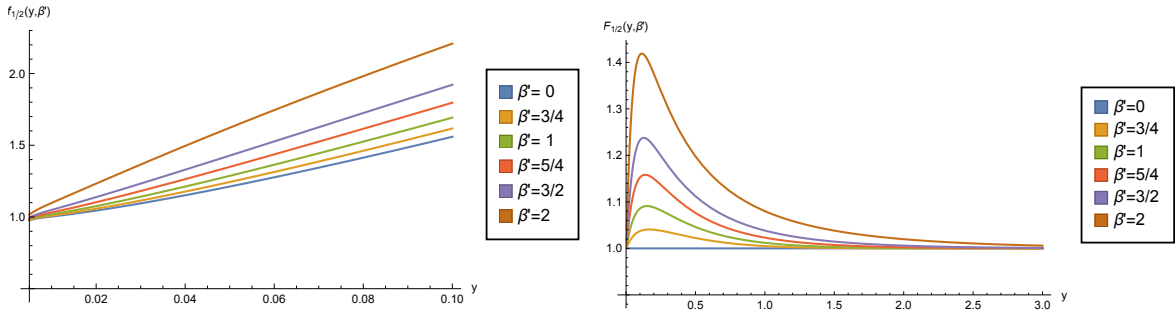 f1/2(y,β')
2.0
1.5
1.0
0.02 0.04 0.06 0.08 0.10 y
β'= 0
β'=3/4
β'= 1
β'=5/4
β'=3/2
β'=2
F1/2(y,β')
1.4
1.3
1.2
1.1
1.0
0.5 1.0 1.5 2.0 2.5 3.0 y
β'=0
β'=3/4
β'=1
β'=5/4
β'=3/2
β'=2